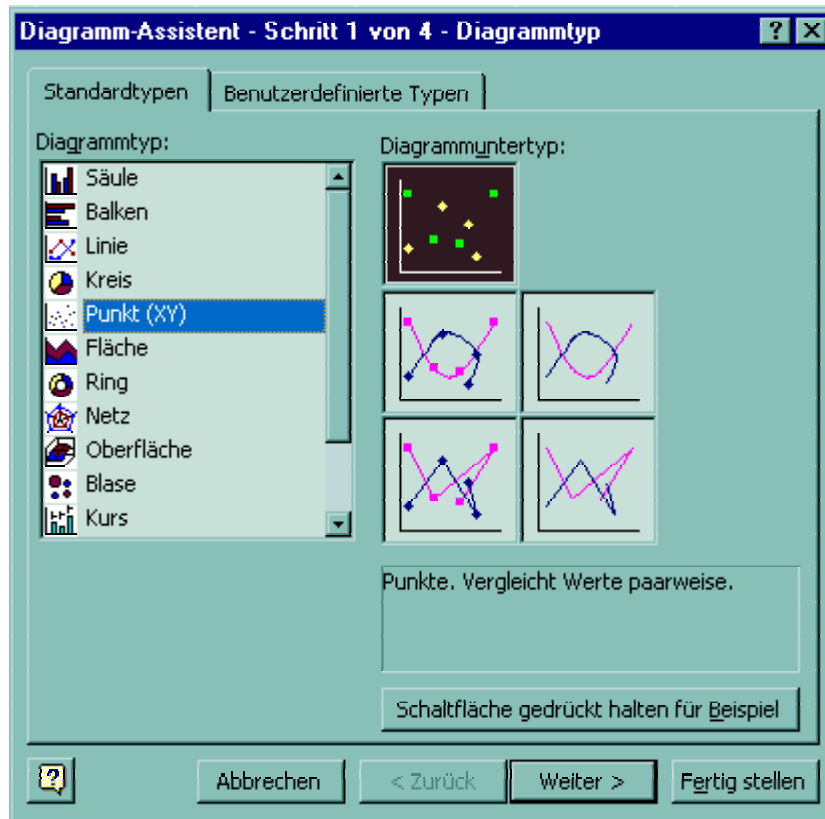 Diagramm-Assistent - Schritt 1 von 4 - Diagrammtyp
Standardtypen
Benutzerdefinierte Typen
Diagrammtyp:
Säule
Balken
Linie
Kreis
Punkt (XY)
Fläche
Ring
Netz
Oberfläche
Blase
Kurs
Diagrammuntertyp:
Punkte. Vergleicht Werte paarweise.
Schaltfläche gedrückt halten für Beispiel
Abbrechen
< Zurück
Weiter >
Fertig stellen